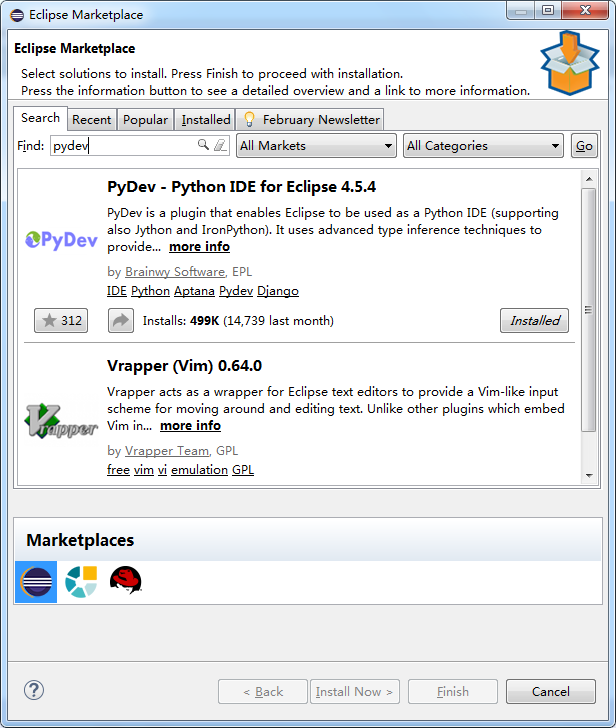 Eclipse Marketplace
Eclipse Marketplace
Select solutions to install. Press Finish to proceed with installation.
Press the information button to see a detailed overview and a link to more information.
Search Recent Popular Installed February Newsletter
Find: pydev All Markets All Categories Go
PyDev - Python IDE for Eclipse 4.5.4
PyDev is a plugin that enables Eclipse to be used as a Python IDE (supporting
also Jython and IronPython). It uses advanced type inference techniques to
provide... more info
PyDev
by Brainwy Software, EPL
IDE Python Aptana Pydev Django
312 Installs: 499K (14,739 last month) Installed
Vrapper (Vim) 0.64.0
Vrapper acts as a wrapper for Eclipse text editors to provide a Vim-like input
scheme for moving around and editing text. Unlike other plugins which embed
Vim in... more info
Vrapper
by Vrapper Team, GPL
free vim vi emulation GPL
Marketplaces
? < Back Install Now > Finish Cancel